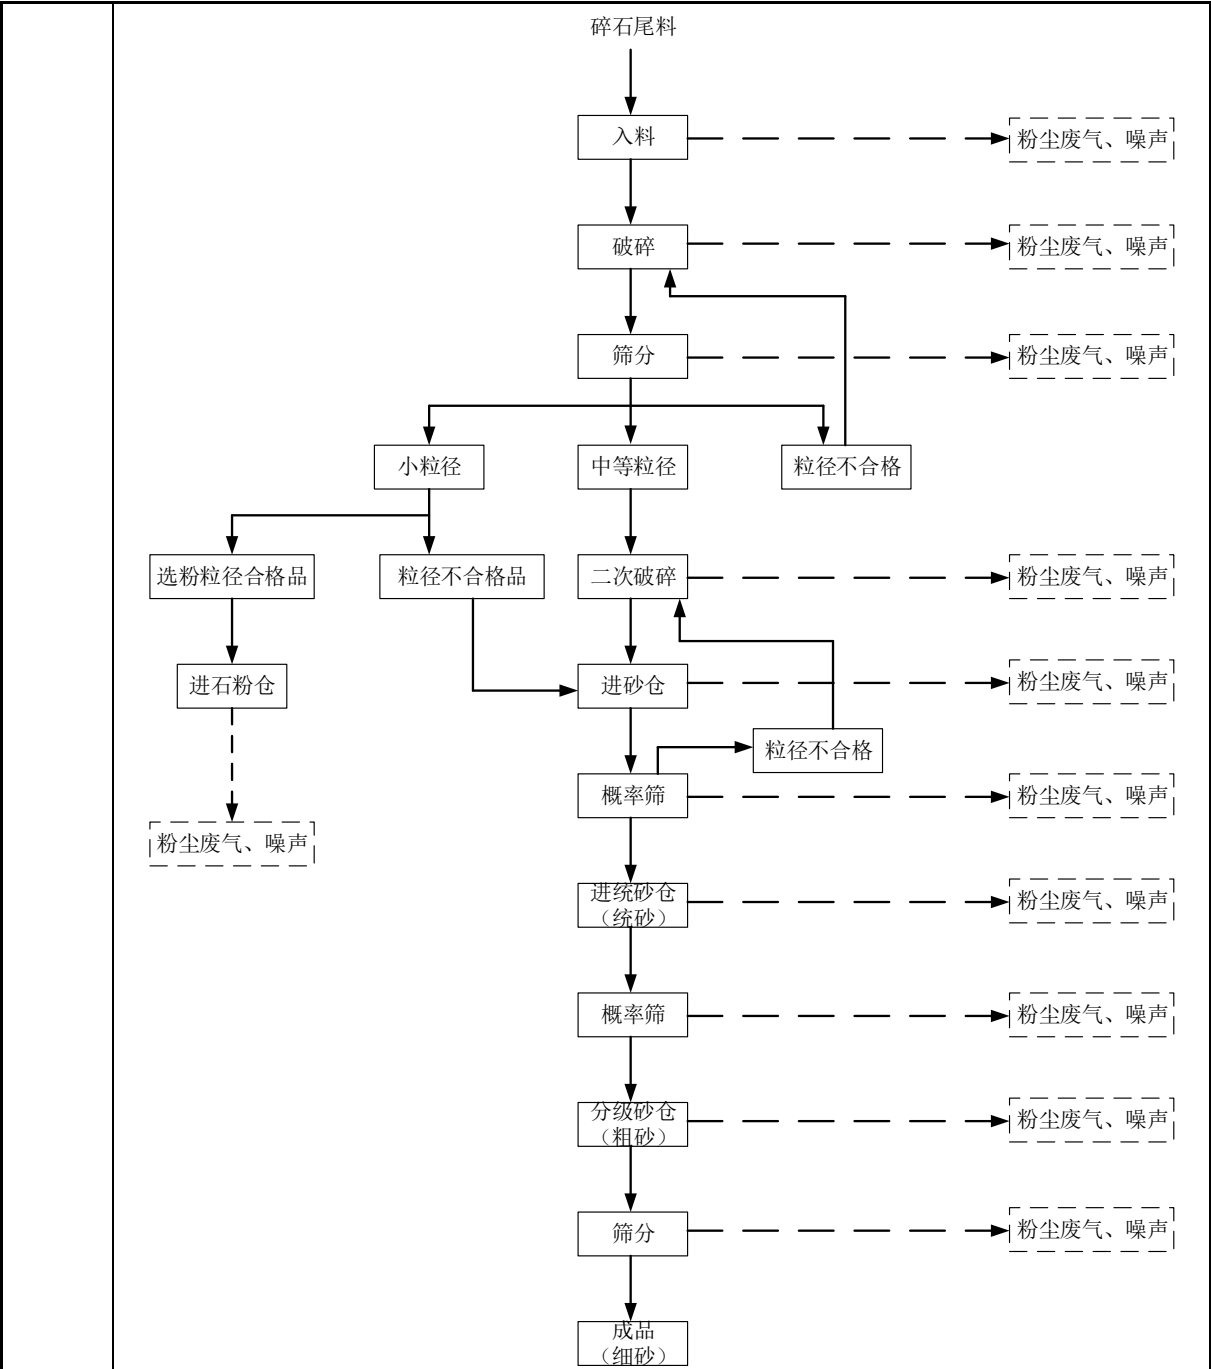 碎石尾料
入料
粉尘废气、噪声
破碎
粉尘废气、噪声
筛分
粉尘废气、噪声
小粒径
中等粒径
粒径不合格
选粉粒径合格品
粒径不合格品
二次破碎
粉尘废气、噪声
进石粉仓
进砂仓
粉尘废气、噪声
粒径不合格
概率筛
粉尘废气、噪声
粉尘废气、噪声
进统砂仓
（统砂）
粉尘废气、噪声
概率筛
粉尘废气、噪声
分级砂仓
（粗砂）
粉尘废气、噪声
筛分
粉尘废气、噪声
成品
（细砂）